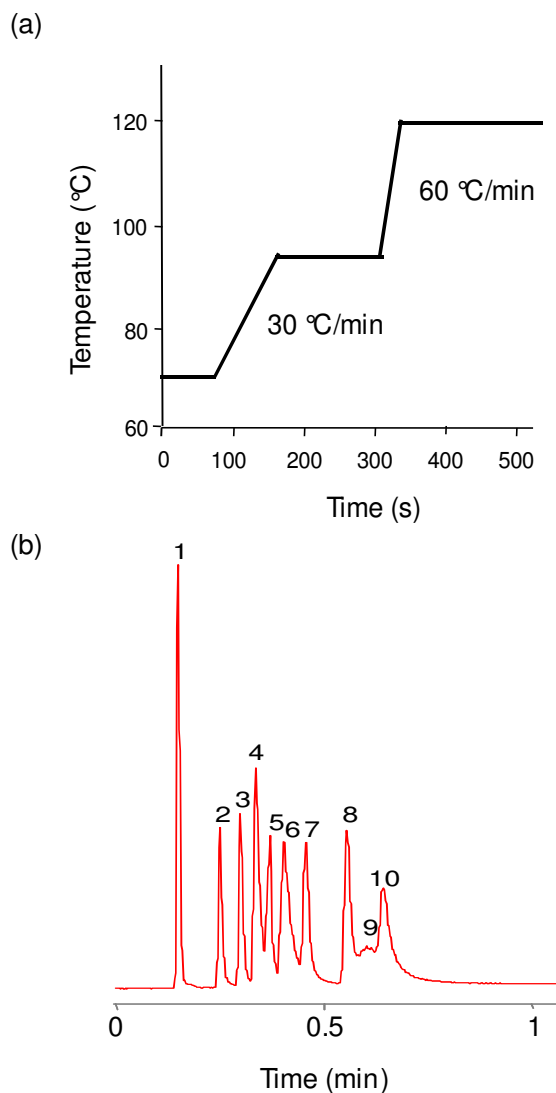 (a)
Temperature (°C)
120
100
80
60
60 °C/min
30 °C/min
0 100 200 300 400 500
Time (s)
(b)
1
2 3 4 5 6 7 8 9 10
0 0.5 1
Time (min)